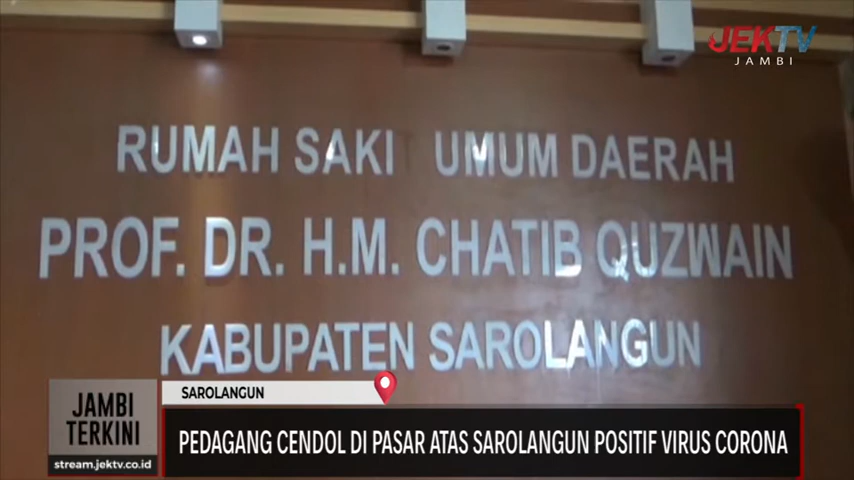 JEKTV
JAMBI
RUMAH SAKI UMUM DAERAH
PROF. DR. H.M. CHATIB QUZWAIN
KABUPATEN SAROLANGUN
JAMBI
TERKINI
stream.jektv.co.id
SAROLANGUN
PEDAGANG CENDOL DI PASAR ATAS SAROLANGUN POSITIF VIRUS CORONA